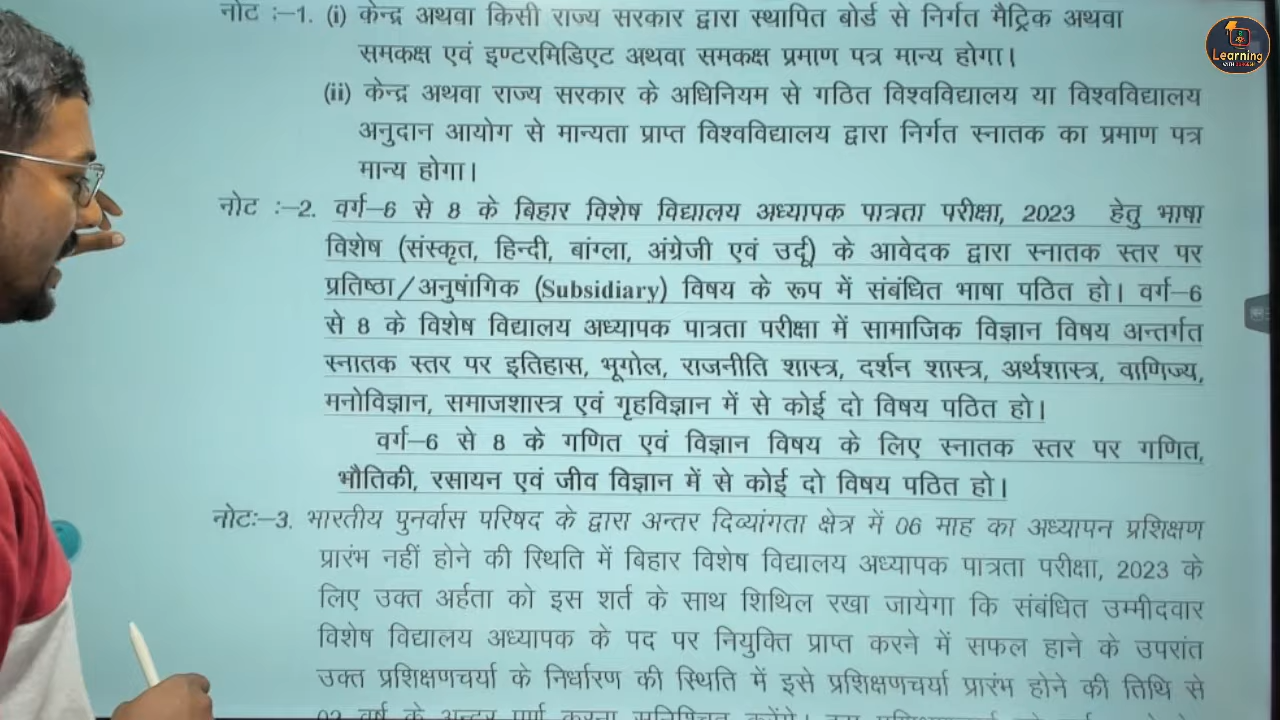 नोट :–1. (i) केन्द्र अथवा किसी राज्य सरकार द्वारा स्थापित बोर्ड से निर्गत मैट्रिक अथवा
समकक्ष एवं इण्टरमिडिएट अथवा समकक्ष प्रमाण पत्र मान्य होगा।
(ii) केन्द्र अथवा राज्य सरकार के अधिनियम से गठित विश्वविद्यालय या विश्वविद्यालय
अनुदान आयोग से मान्यता प्राप्त विश्वविद्यालय द्वारा निर्गत स्नातक का प्रमाण पत्र
मान्य होगा।
नोट :–2. वर्ग–6 से 8 के बिहार विशेष विद्यालय अध्यापक पात्रता परीक्षा, 2023 हेतु भाषा
विशेष (संस्कृत, हिन्दी, बांग्ला, अंग्रेजी एवं उर्दू) के आवेदक द्वारा स्नातक स्तर पर
प्रतिष्ठा/अनुषांगिक (Subsidiary) विषय के रूप में संबंधित भाषा पठित हो। वर्ग–6
से 8 के विशेष विद्यालय अध्यापक पात्रता परीक्षा में सामाजिक विज्ञान विषय अन्तर्गत
स्नातक स्तर पर इतिहास, भूगोल, राजनीति शास्त्र, दर्शन शास्त्र, अर्थशास्त्र, वाणिज्य,
मनोविज्ञान, समाजशास्त्र एवं गृहविज्ञान में से कोई दो विषय पठित हो।
वर्ग–6 से 8 के गणित एवं विज्ञान विषय के लिए स्नातक स्तर पर गणित,
भौतिकी, रसायन एवं जीव विज्ञान में से कोई दो विषय पठित हो।
नोटः–3. भारतीय पुनर्वास परिषद के द्वारा अन्तर दिव्यांगता क्षेत्र में 06 माह का अध्यापन प्रशिक्षण
प्रारंभ नहीं होने की स्थिति में बिहार विशेष विद्यालय अध्यापक पात्रता परीक्षा, 2023 के
लिए उक्त अर्हता को इस शर्त के साथ शिथिल रखा जायेगा कि संबंधित उम्मीदवार
विशेष विद्यालय अध्यापक के पद पर नियुक्ति प्राप्त करने में सफल हाने के उपरांत
उक्त प्रशिक्षणचर्या के निर्धारण की स्थिति में इसे प्रशिक्षणचर्या प्रारंभ होने की तिथि से
Learning